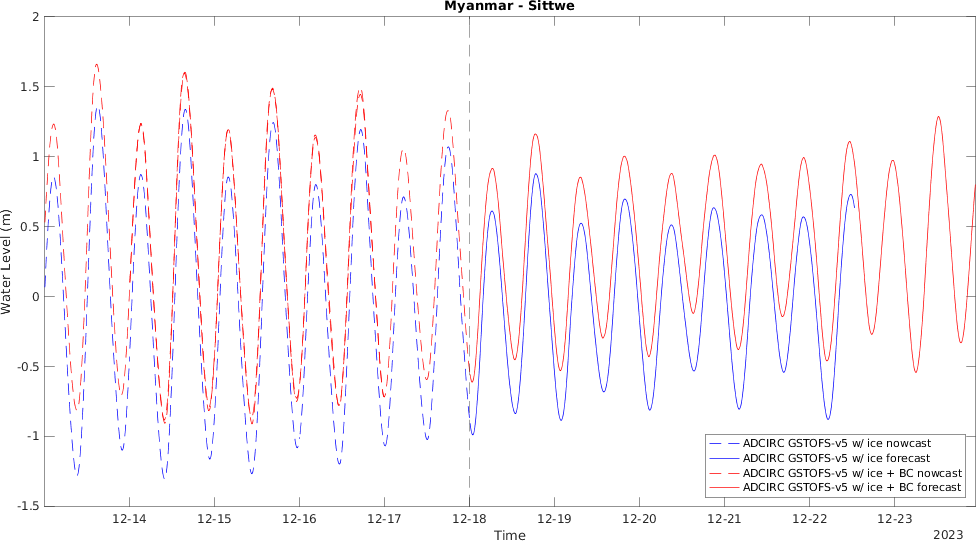 Myanmar - Sittwe
2
1.5
1
0.5
0
-0.5
-1
-1.5
Water Level (m)
12-14 12-15 12-16 12-17 12-18 12-19 12-20 12-21 12-22 12-23
Time
2023
ADCIRC GSTOFS-v5 w/ ice nowcast
ADCIRC GSTOFS-v5 w/ ice forecast
ADCIRC GSTOFS-v5 w/ ice + BC nowcast
ADCIRC GSTOFS-v5 w/ ice + BC forecast